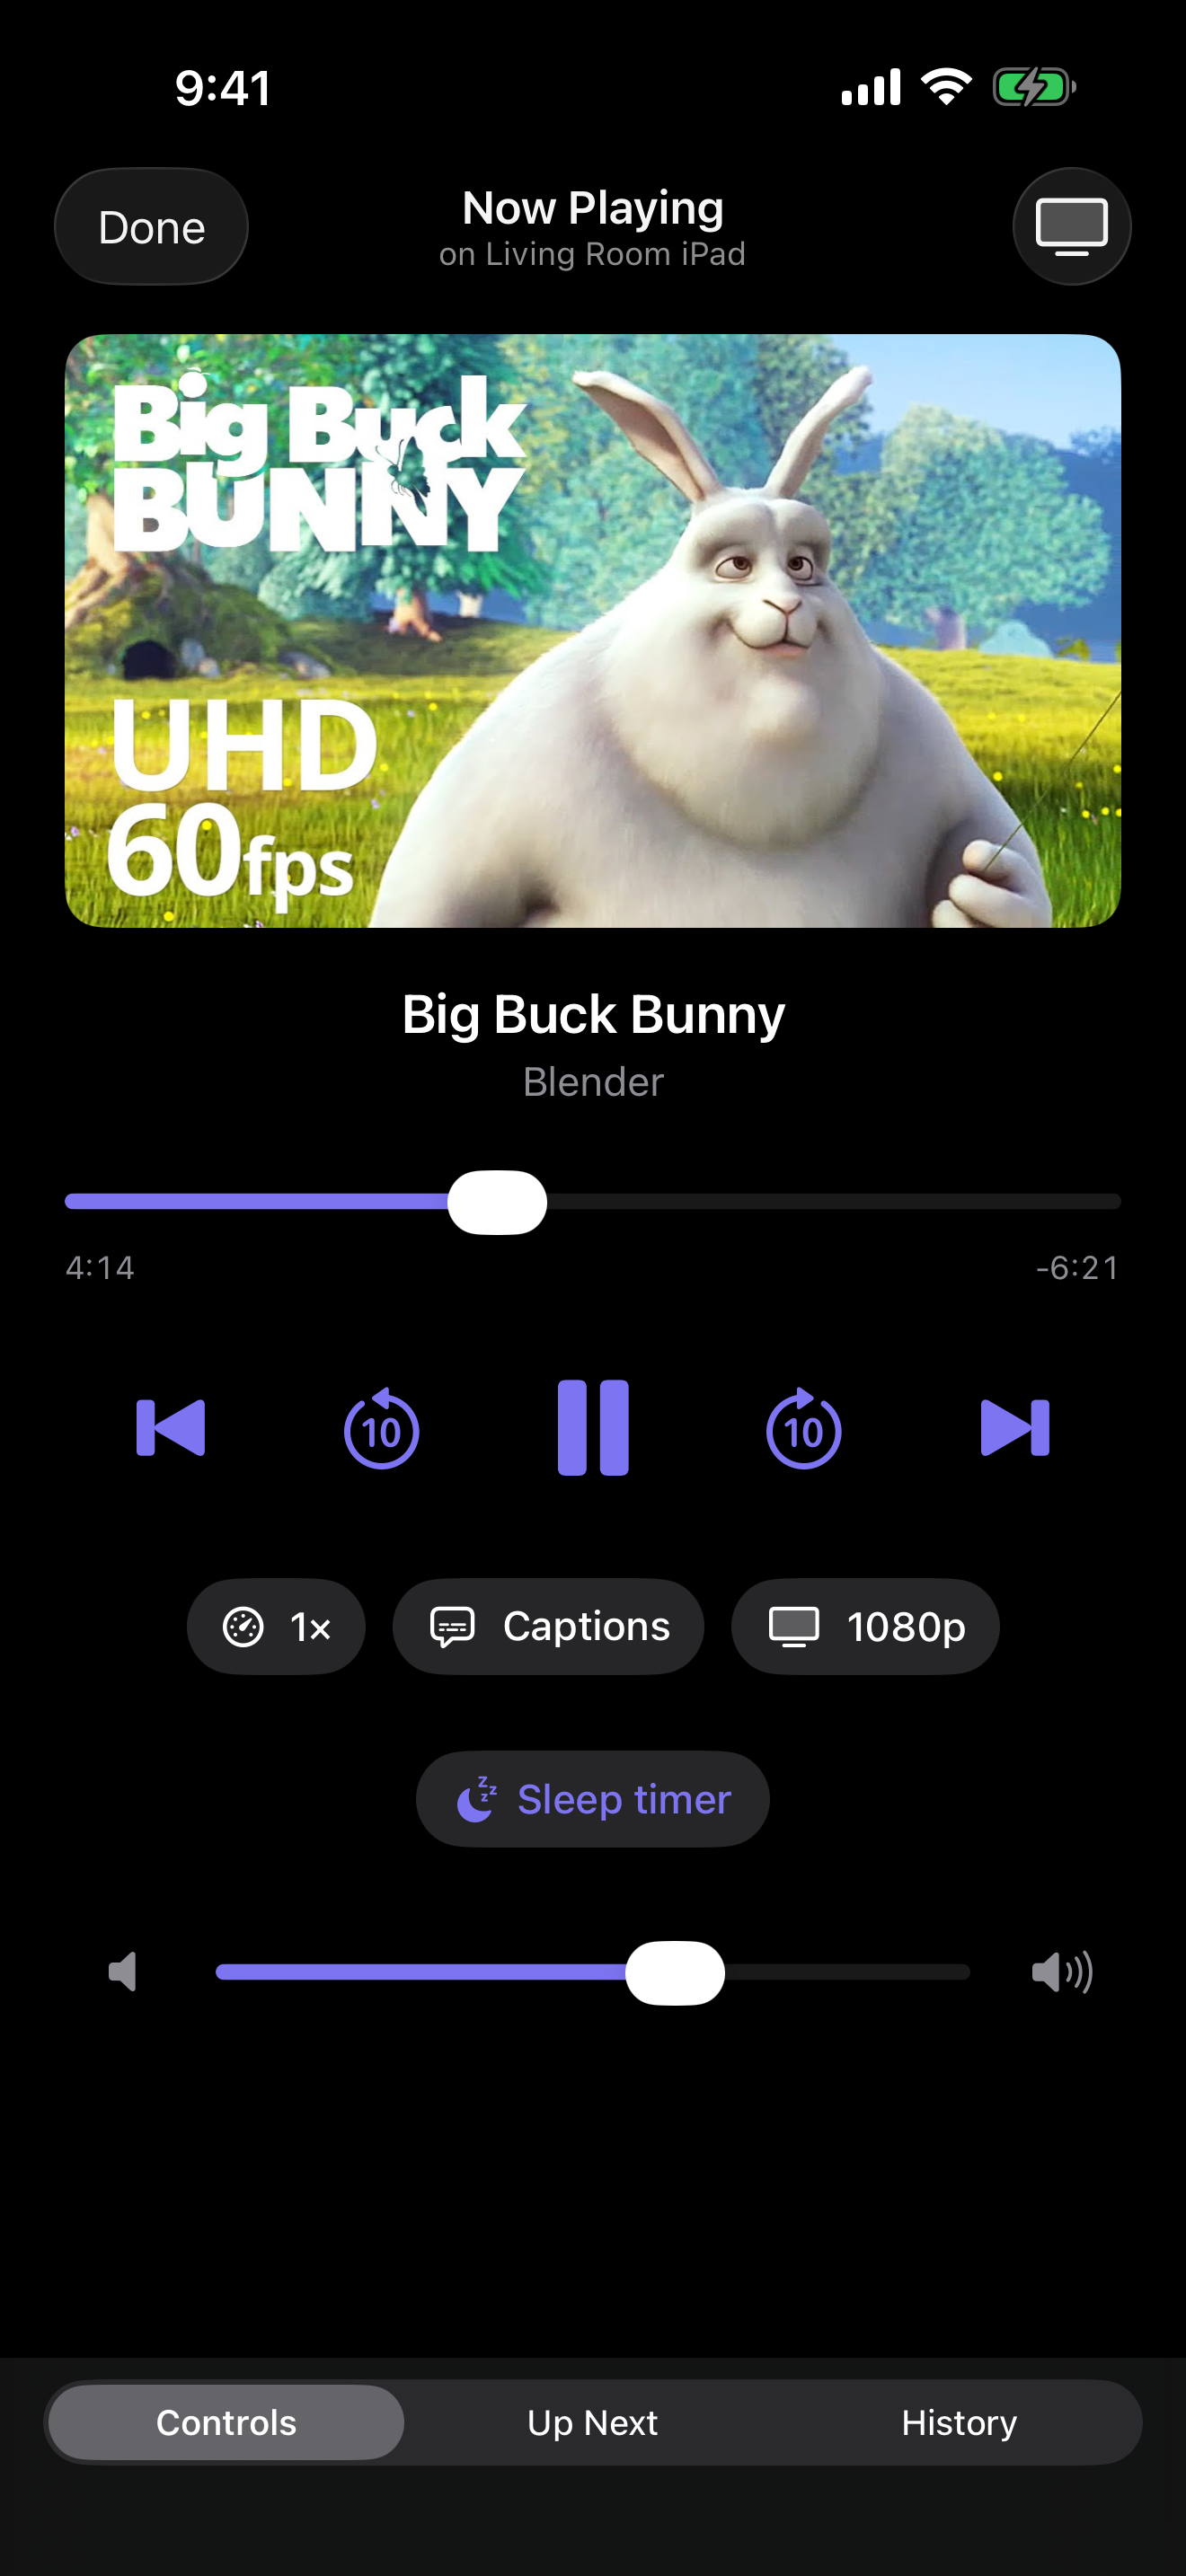 9:41
Done
Now Playing
on Living Room iPad
Big Buck
BUNNY
UHD
60fps
Big Buck Bunny
Blender
4:14
-6:21
10
10
1×
Captions
1080p
Sleep timer
Controls
Up Next
History